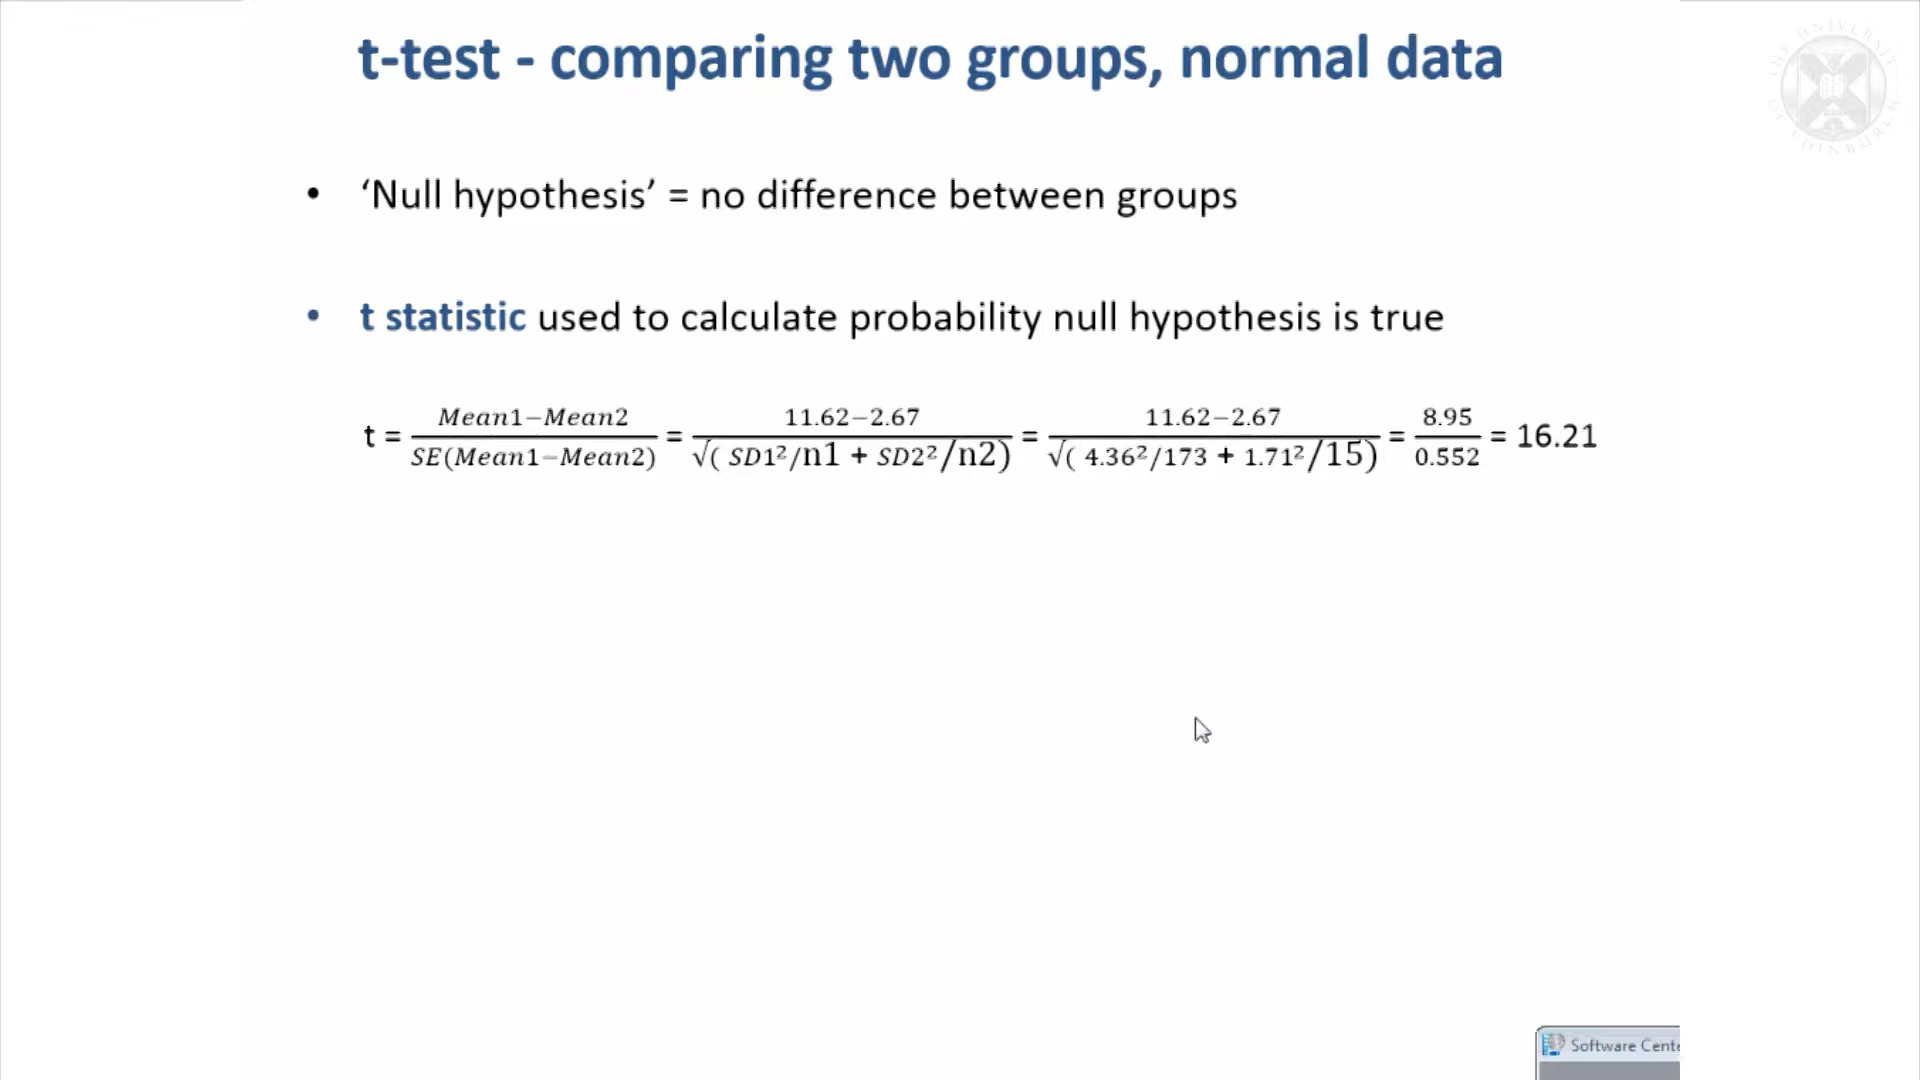 t-test - comparing two groups, normal data
• ‘Null hypothesis’ = no difference between groups
• t statistic used to calculate probability null hypothesis is true
t = Mean1−Mean2 / SE(Mean1−Mean2) = 11.62−2.67 / √( SD1²/n1 + SD2²/n2) = 11.62−2.67 / √( 4.36²/173 + 1.71²/15) = 8.95 / 0.552 = 16.21
Software Cente